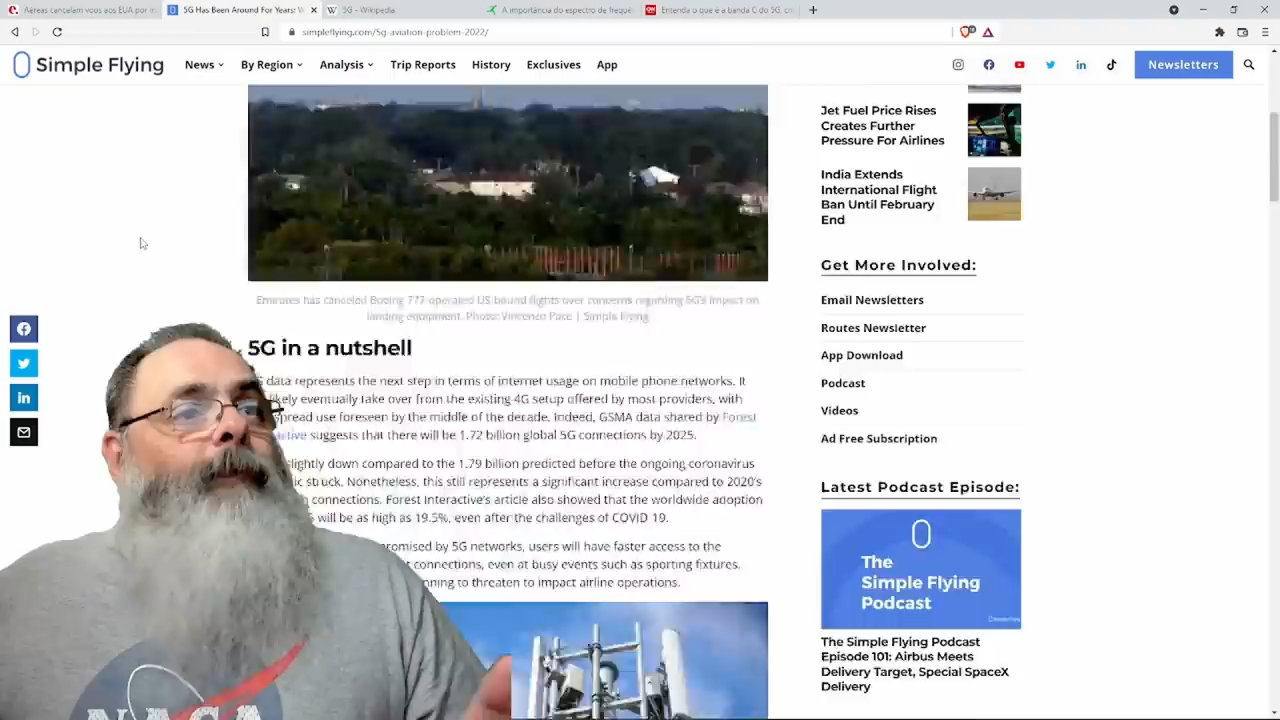 Aéreas cancelam voos aos EUA por in
5G Has Been Around For Years: W
5G – Wikipedia
A importância do espectro de frequê
Entenda o que é a banda C do 5G, cr
simpleflying.com/5g-aviation-problem-2022/
Simple Flying
News
By Region
Analysis
Trip Reports
History
Exclusives
App
Newsletters
Jet Fuel Price Rises
Creates Further
Pressure For Airlines
India Extends
International Flight
Ban Until February
End
Emirates has canceled Boeing 777-operated US bound flights over concerns regarding 5G's impact on
landing equipment. Photo: Vincenzo Pace | Simple Flying
5G in a nutshell
data represents the next step in terms of internet usage on mobile phone networks. It
likely eventually take over from the existing 4G setup offered by most providers, with
spread use foreseen by the middle of the decade. Indeed, GSMA data shared by Forest
suggests that there will be 1.72 billion global 5G connections by 2025.
slightly down compared to the 1.79 billion predicted before the ongoing coronavirus
ic struck. Nonetheless, this still represents a significant increase compared to 2020's
connections. Forest Interactive's article also showed that the worldwide adoption
will be as high as 19.5%, even after the challenges of COVID 19.
romised by 5G networks, users will have faster access to the
connections, even at busy events such as sporting fixtures.
ning to threaten to impact airline operations.
Get More Involved:
Email Newsletters
Routes Newsletter
App Download
Podcast
Videos
Ad Free Subscription
Latest Podcast Episode:
The
Simple Flying
Podcast
The Simple Flying Podcast
Episode 101: Airbus Meets
Delivery Target, Special SpaceX
Delivery
NASA